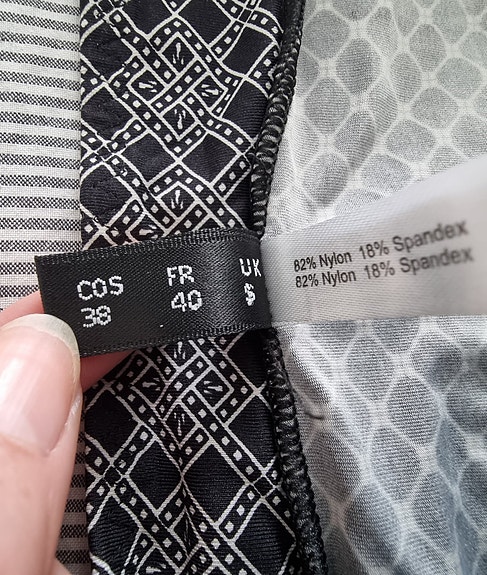 COS FR UK
38 40 S
82% Nylon 18% Spandex
82% Nylon 18% Spandex